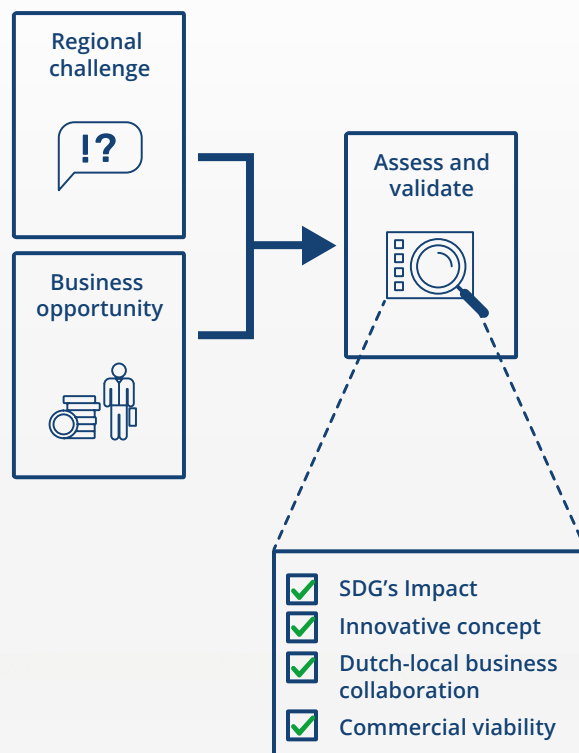 Regional
challenge
!?
Business
opportunity
Assess and
validate
SDG's Impact
Innovative concept
Dutch-local business
collaboration
Commercial viability